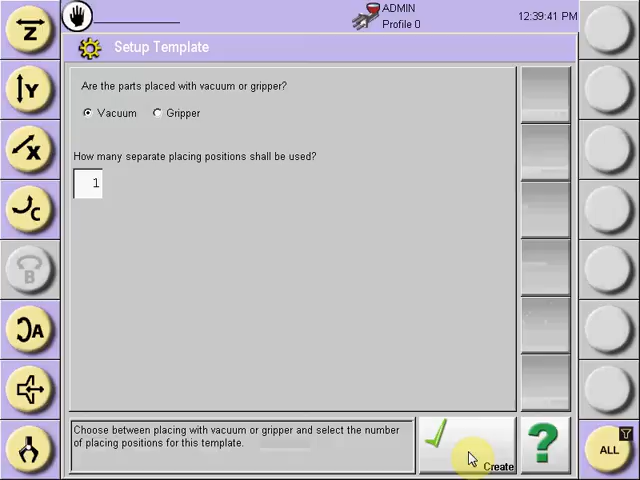 ADMIN
Profile 0
12:39:41 PM
Setup Template
Z
Y
X
C
B
A
Are the parts placed with vacuum or gripper?
Vacuum
Gripper
How many separate placing positions shall be used?
1
Choose between placing with vacuum or gripper and select the number
of placing positions for this template.
Create
?
ALL